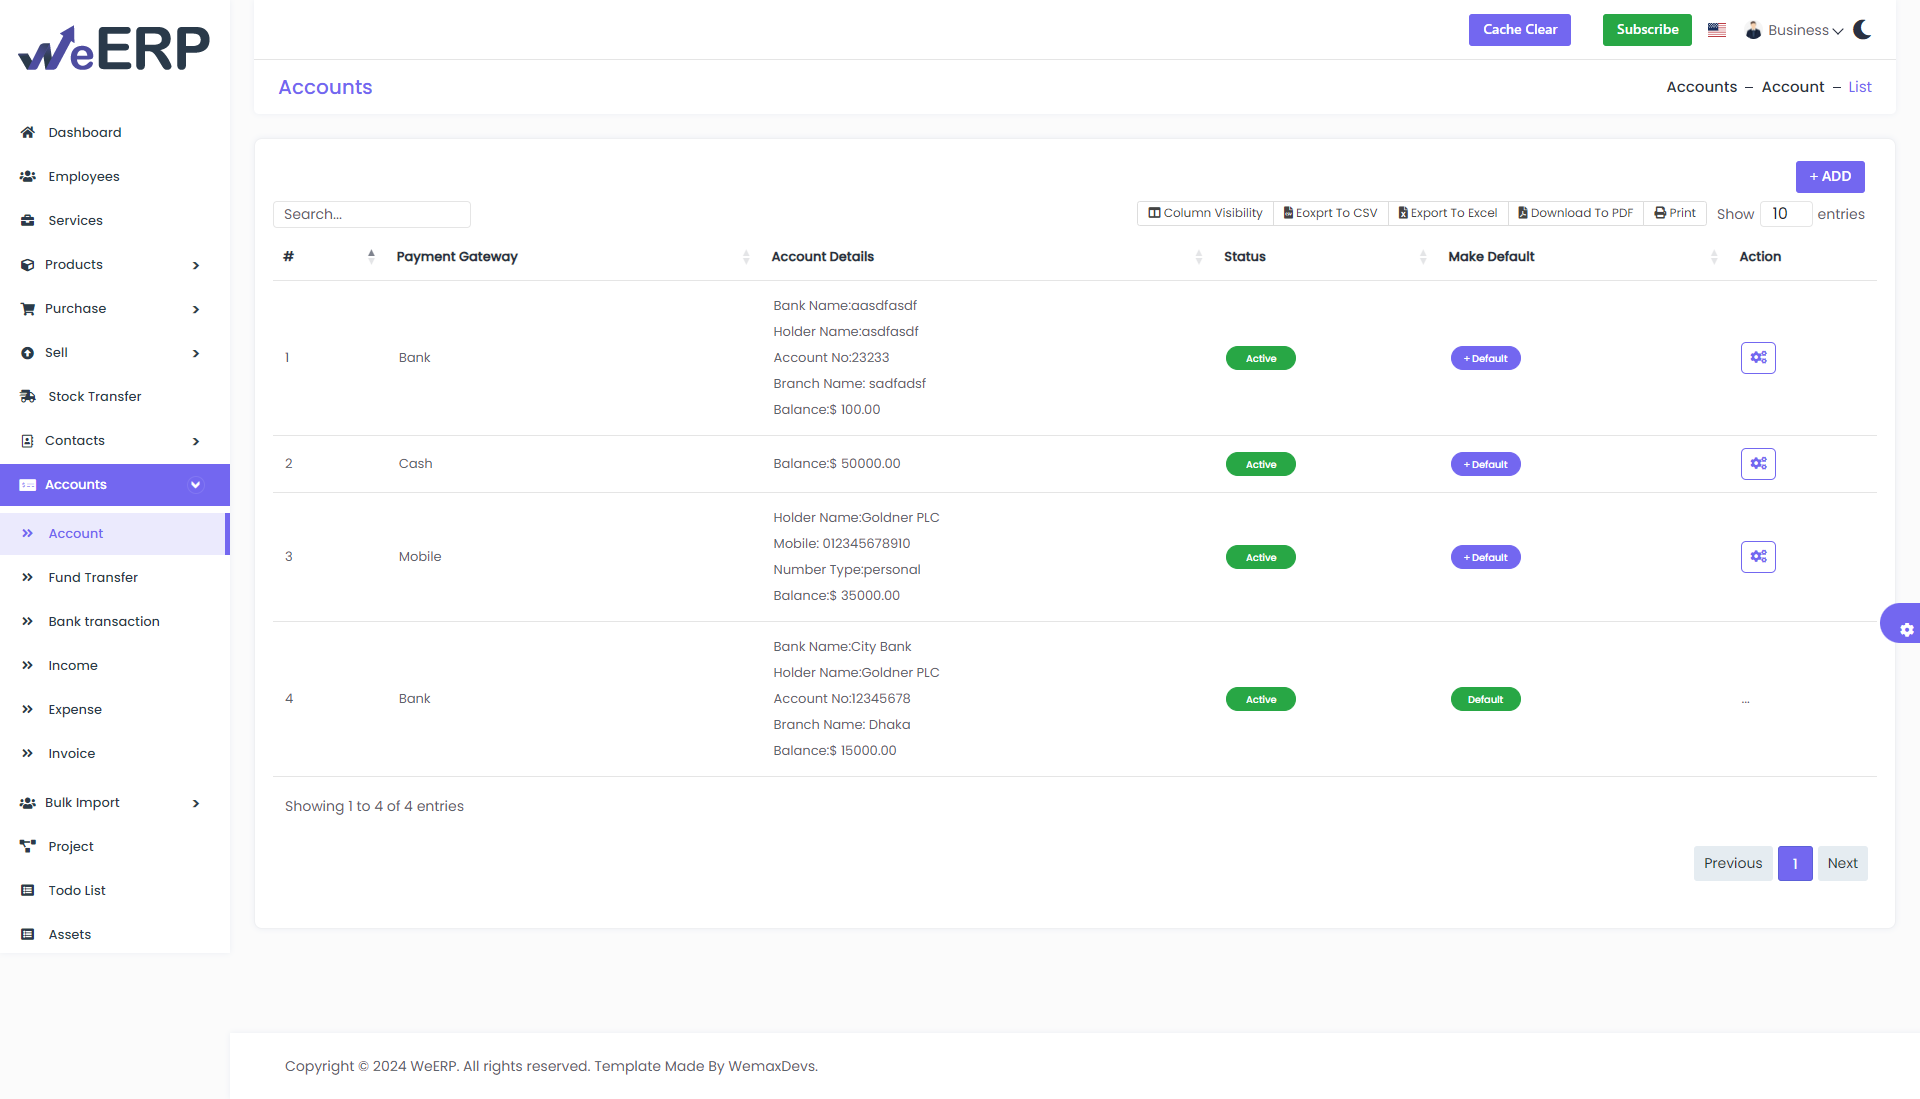 WeERP
Cache Clear
Subscribe
Business
Accounts
Accounts – Account – List
Dashboard
Employees
Services
Products
Purchase
Sell
Stock Transfer
Contacts
Accounts
Account
Fund Transfer
Bank transaction
Income
Expense
Invoice
Bulk Import
Project
Todo List
Assets
+ ADD
Search...
Column Visibility
Eoxprt To CSV
Export To Excel
Download To PDF
Print
Show 10 entries
# Payment Gateway Account Details Status Make Default Action
1 Bank
Bank Name:aasdfasdf
Holder Name:asdfasdf
Account No:23233
Branch Name: sadfadsf
Balance:$ 100.00
Active
+ Default
2 Cash
Balance:$ 50000.00
Active
+ Default
3 Mobile
Holder Name:Goldner PLC
Mobile: 012345678910
Number Type:personal
Balance:$ 35000.00
Active
+ Default
4 Bank
Bank Name:City Bank
Holder Name:Goldner PLC
Account No:12345678
Branch Name: Dhaka
Balance:$ 15000.00
Active
Default
...
Showing 1 to 4 of 4 entries
Previous 1 Next
Copyright © 2024 WeERP. All rights reserved. Template Made By WemaxDevs.